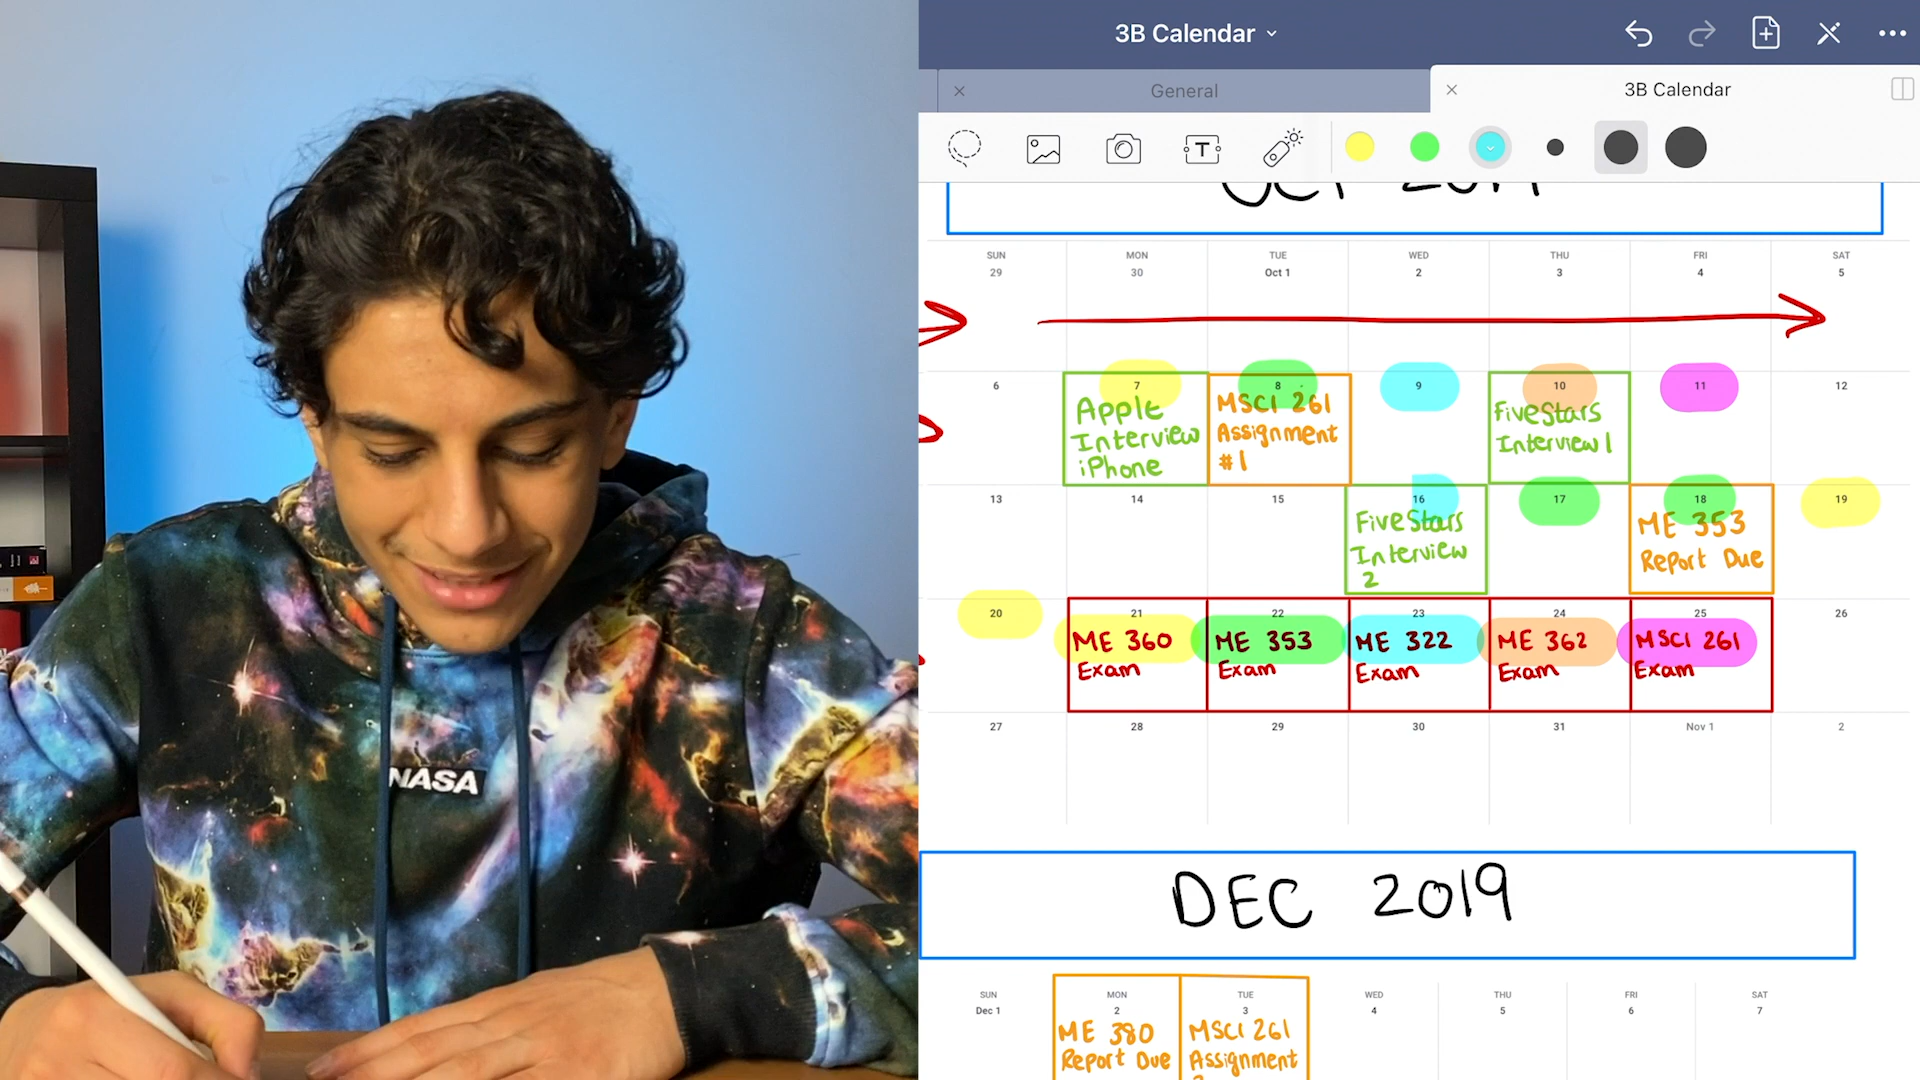 3B Calendar
General
3B Calendar
T
OCT 2019
SUN MON TUE WED THU FRI SAT
29 30 Oct 1 2 3 4 5
6 7 8 9 10 11 12
Apple
Interview
iPhone
MSCI 261
Assignment
#1
FiveStars
Interview 1
13 14 15 16 17 18 19
FiveStars
Interview
2
ME 353
Report Due
20 21 22 23 24 25 26
ME 360
Exam
ME 353
Exam
ME 322
Exam
ME 362
Exam
MSCI 261
Exam
27 28 29 30 31 Nov 1 2
DEC 2019
SUN MON TUE WED THU FRI SAT
Dec 1 2 3 4 5 6 7
ME 380
Report Due
MSCI 261
Assignment
NASA